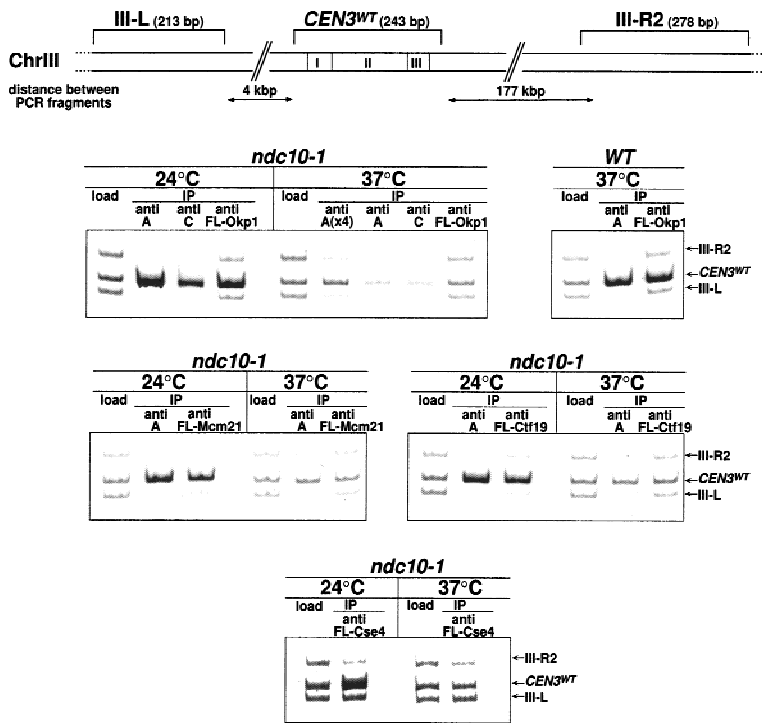 III-L (213 bp) CEN3WT (243 bp) III-R2 (278 bp)
ChrIII I II III
distance between PCR fragments 4 kbp 177 kbp
ndc10-1 WT
24°C 37°C 37°C
load IP load IP load IP
anti A anti C anti FL-Okp1 anti A(x4) anti A anti C anti FL-Okp1 anti A anti FL-Okp1
III-R2
CEN3WT
III-L
ndc10-1 ndc10-1
24°C 37°C 24°C 37°C
load IP load IP load IP load IP
anti A anti FL-Mcm21 anti A anti FL-Mcm21 anti A anti FL-Ctf19 anti A anti FL-Ctf19
III-R2
CEN3WT
III-L
ndc10-1
24°C 37°C
load IP load IP
anti FL-Cse4 anti FL-Cse4
III-R2
CEN3WT
III-L